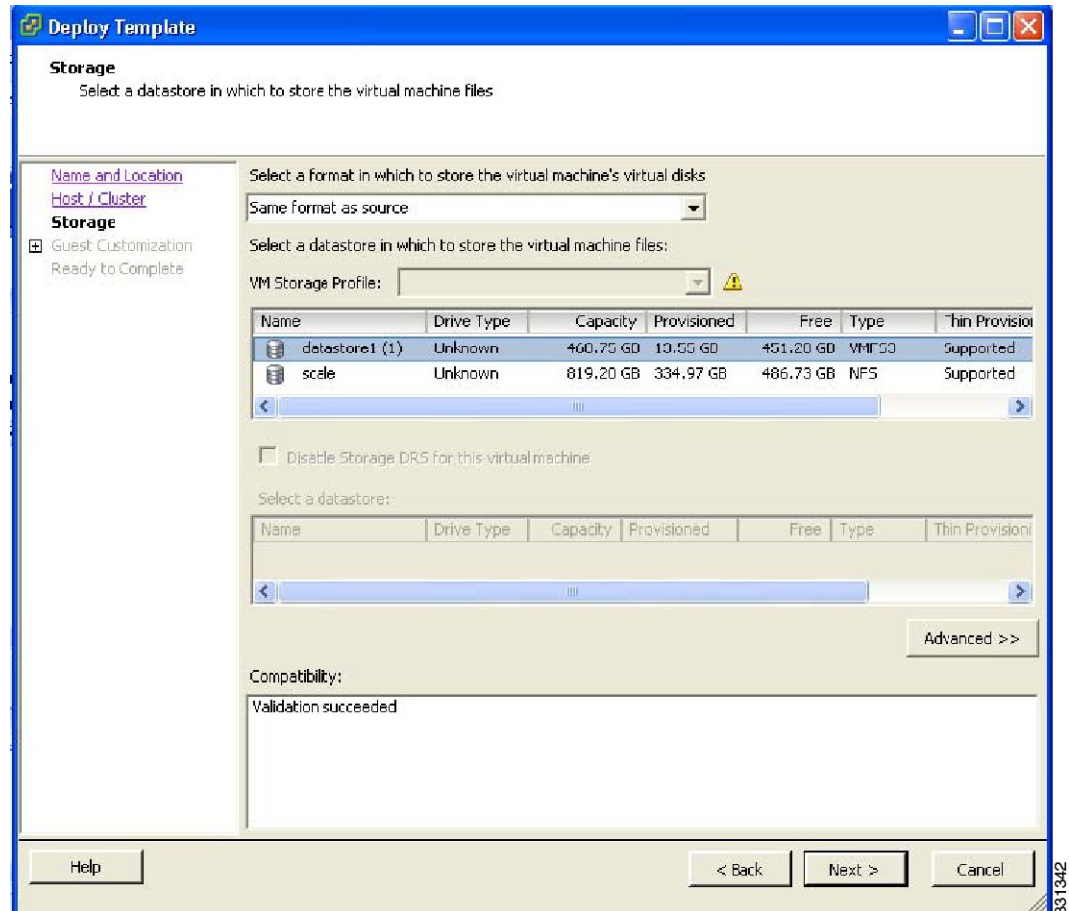 Deploy Template
Storage
Select a datastore in which to store the virtual machine files
Name and Location
Host / Cluster
Storage
Guest Customization
Ready to Complete
Select a format in which to store the virtual machine's virtual disks
Same format as source
Select a datastore in which to store the virtual machine files:
VM Storage Profile:
Name Drive Type Capacity Provisioned Free Type Thin Provision
datastore1 (1) Unknown 460.75 GB 13.55 GB 451.20 GB VMFS3 Supported
scale Unknown 819.20 GB 334.97 GB 486.73 GB NFS Supported
Disable Storage DRS for this virtual machine
Select a datastore:
Name Drive Type Capacity Provisioned Free Type Thin Provisioni
Advanced >>
Compatibility:
Validation succeeded
Help
< Back
Next >
Cancel
331342